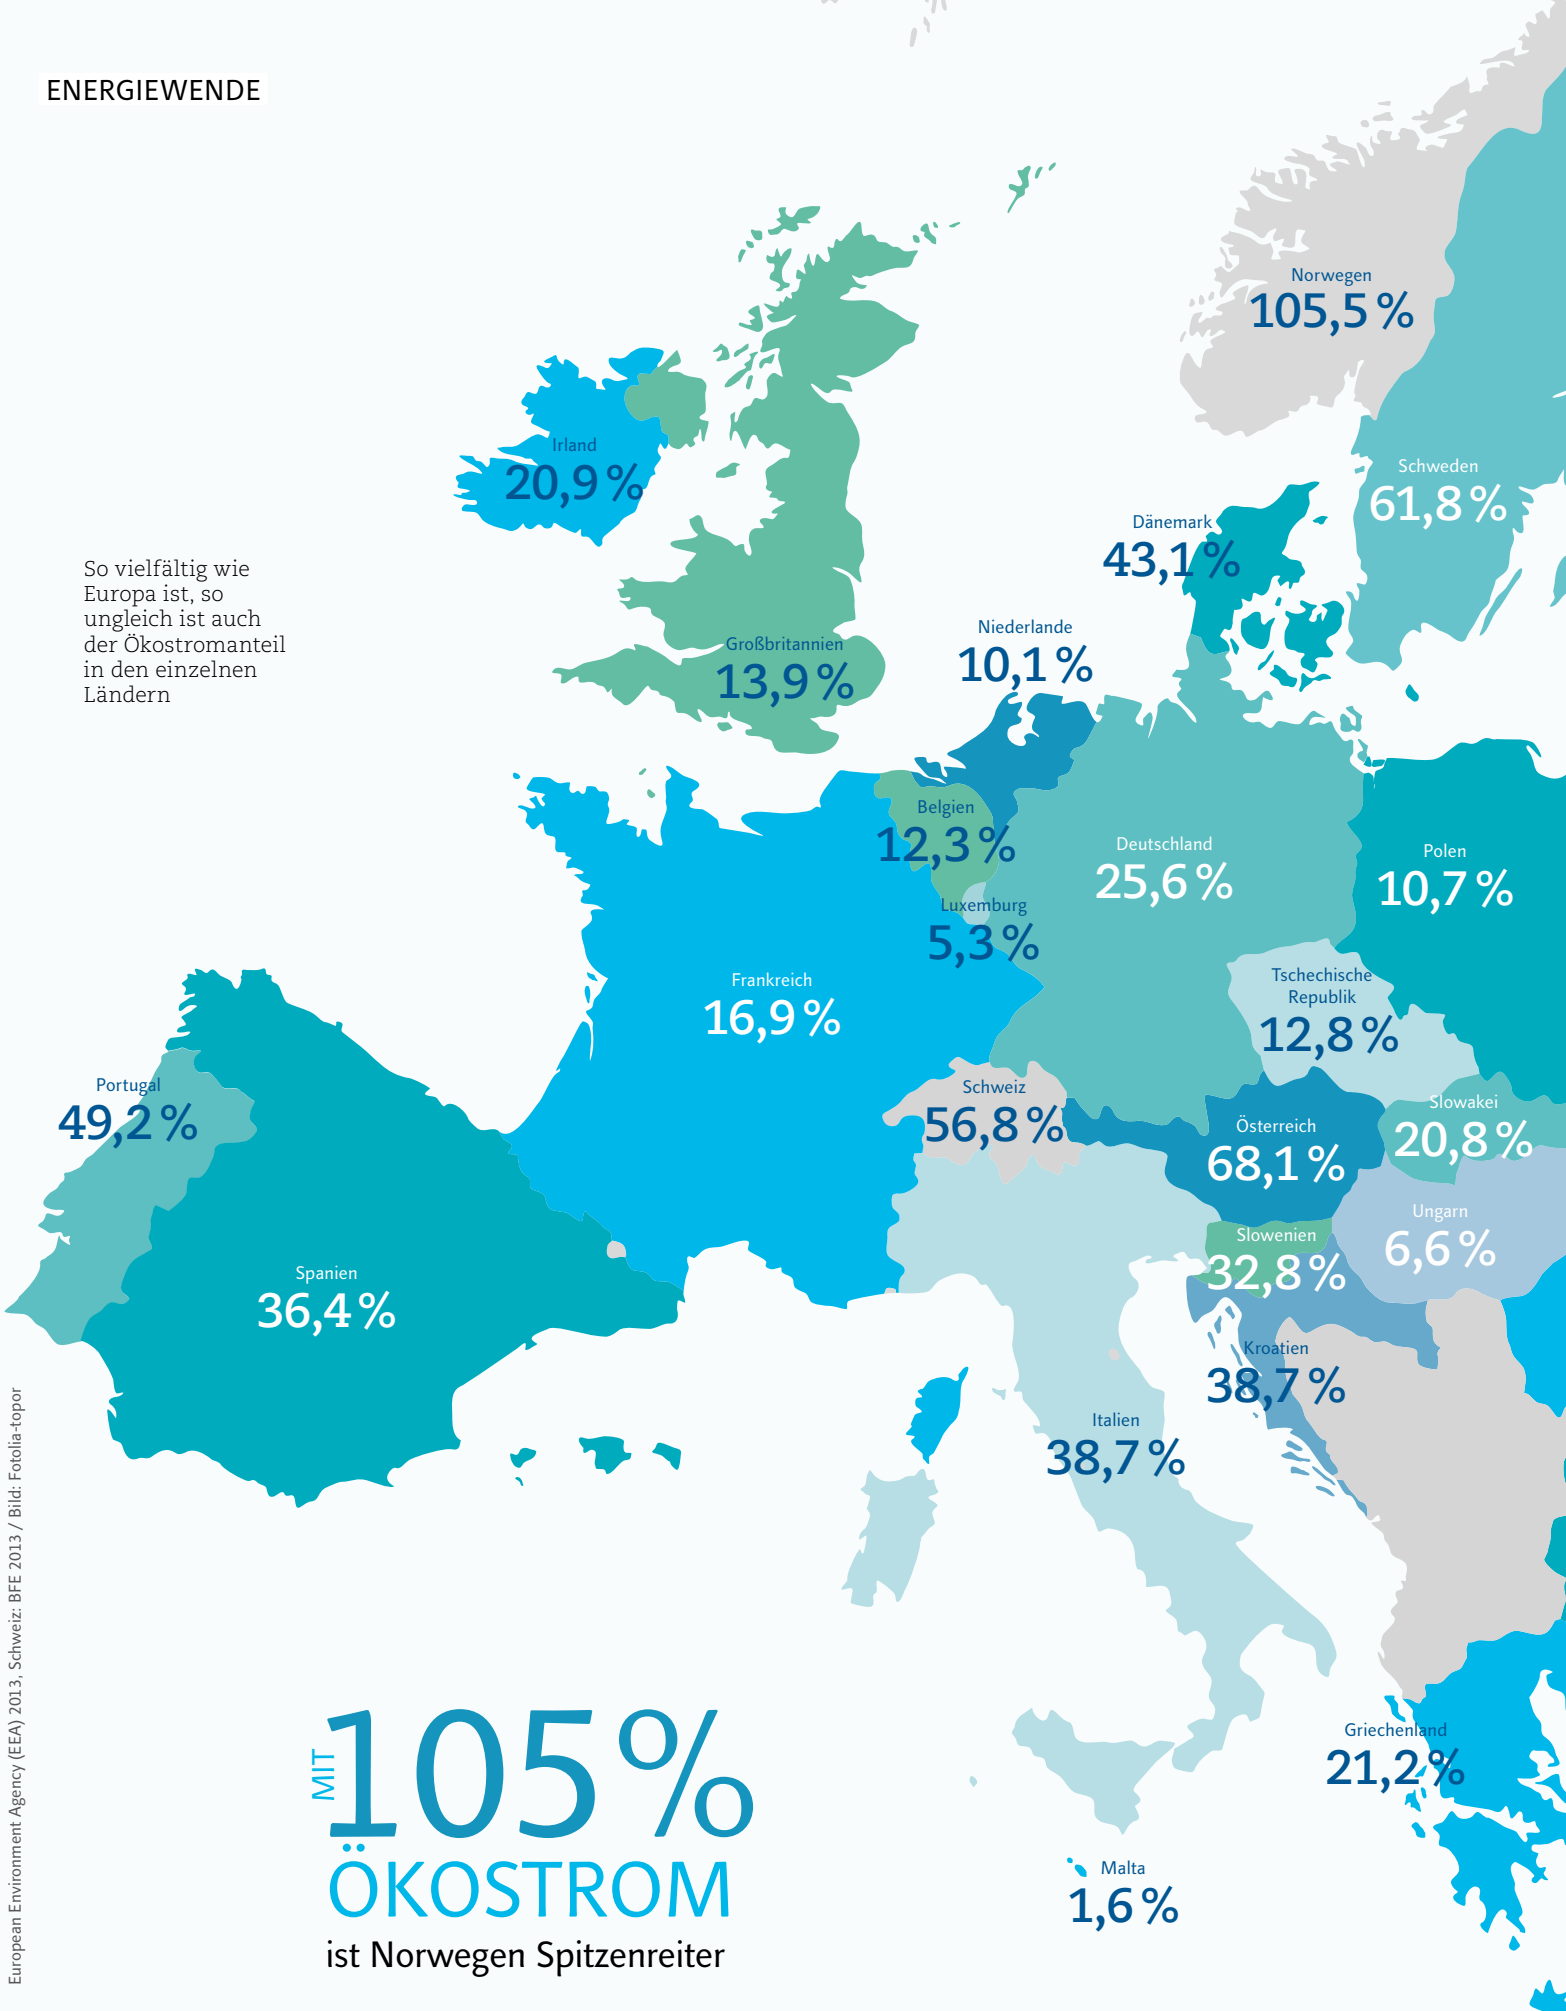 ENERGIEWENDE
Norwegen
105,5 %
Irland
20,9 %
Schweden
61,8 %
Dänemark
43,1 %
So vielfältig wie
Europa ist, so
ungleich ist auch
der Ökostromanteil
in den einzelnen
Ländern
Niederlande
10,1 %
Großbritannien
13,9 %
Belgien
12,3 %
Deutschland
25,6 %
Polen
10,7 %
Luxemburg
5,3 %
Frankreich
16,9 %
Tschechische
Republik
12,8 %
Portugal
49,2 %
Schweiz
56,8 %
Österreich
68,1 %
Slowakei
20,8 %
Ungarn
6,6 %
Slowenien
32,8 %
Spanien
36,4 %
Kroatien
38,7 %
Italien
38,7 %
Griechenland
21,2 %
Malta
1,6 %
MIT
105 %
ÖKOSTROM
ist Norwegen Spitzenreiter
European Environment Agency (EEA) 2013, Schweiz: BFE 2013 / Bild: Fotolia-topor